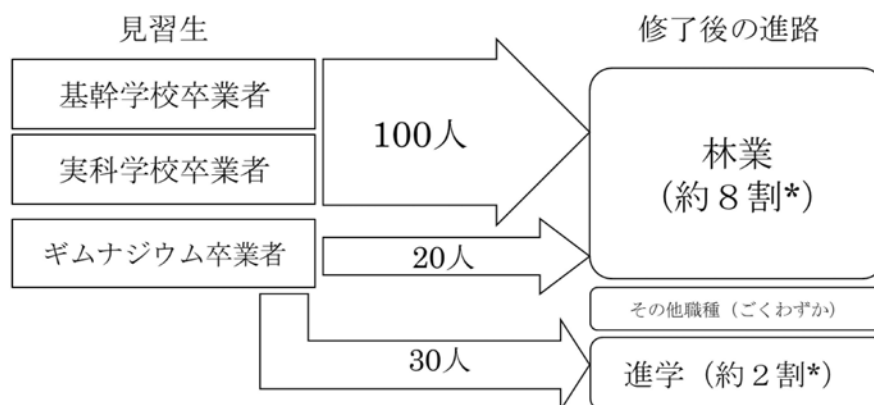 見習生
修了後の進路
基幹学校卒業者
実科学校卒業者
ギムナジウム卒業者
100人
20人
30人
林業
(約８割*)
その他職種（ごくわずか）
進学（約２割*）